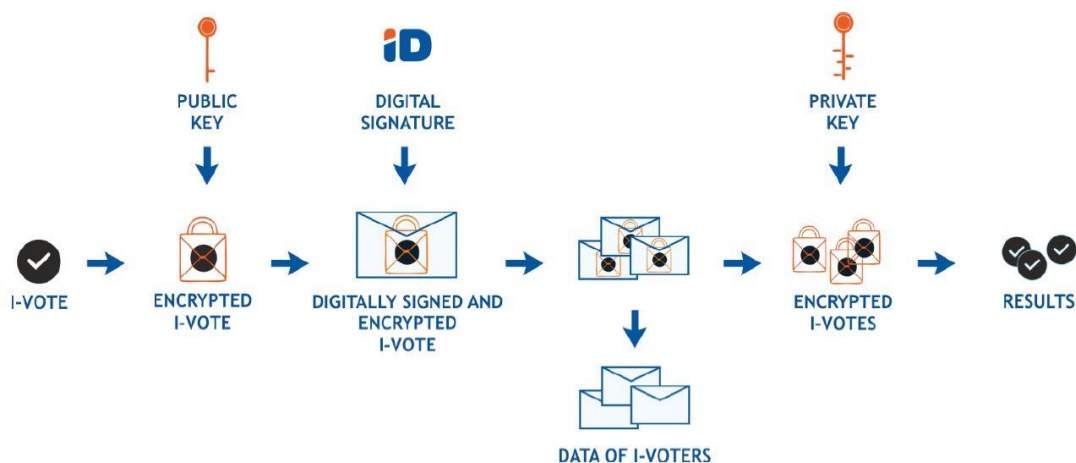 iD
PUBLIC
KEY
DIGITAL
SIGNATURE
PRIVATE
KEY
I-VOTE
ENCRYPTED
I-VOTE
DIGITALLY SIGNED AND
ENCRYPTED
I-VOTE
ENCRYPTED
I-VOTES
RESULTS
DATA OF I-VOTERS